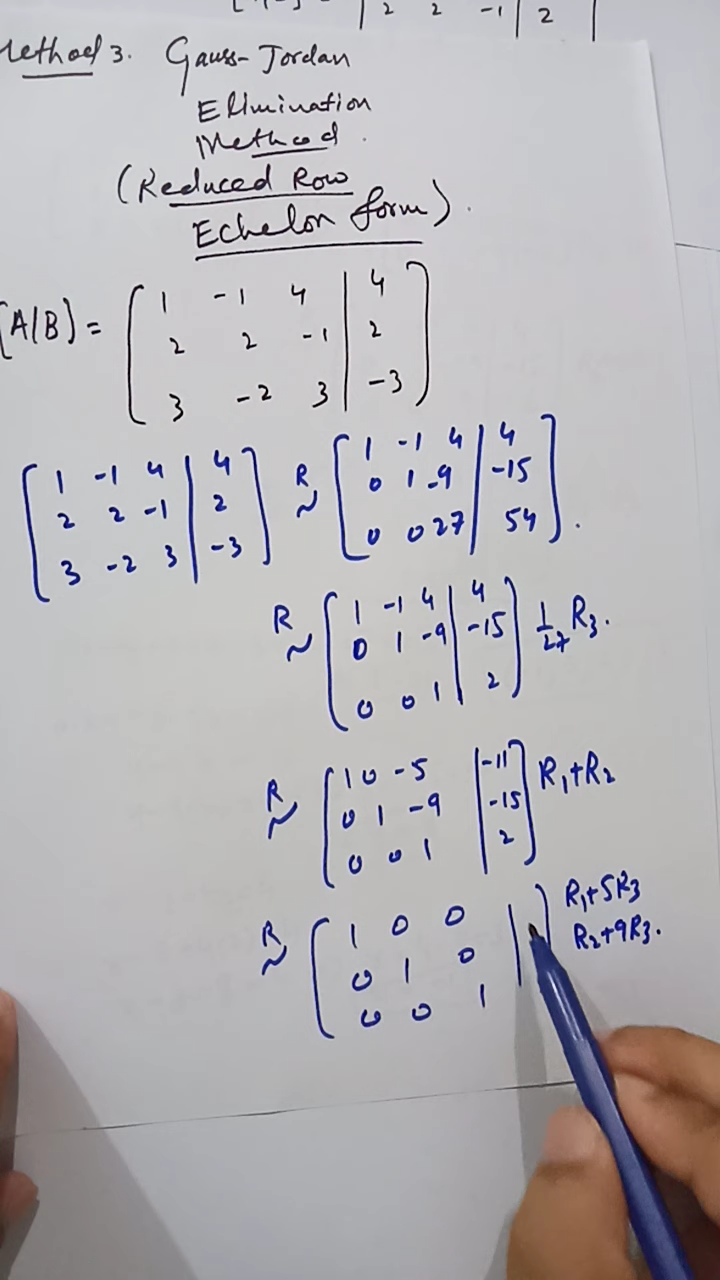 2 2 -1 | 2
Method 3. Gauss-Jordan
Elimination
Method.
(Reduced Row
Echelon form).
[A/B) =
1 -1 4 | 4
2 2 -1 | 2
3 -2 3 | -3
1 -1 4 | 4
2 2 -1 | 2
3 -2 3 | -3
R ~
1 -1 4 | 4
0 1 -9 | -15
0 0 27 | 54
.
R ~
1 -1 4 | 4
0 1 -9 | -15
0 0 1 | 2
1/27 R3.
R ~
1 0 -5 | -11
0 1 -9 | -15
0 0 1 | 2
R1+R2
R ~
1 0 0 |
0 1 0 |
0 0 1
R1+5R3
R2+9R3.